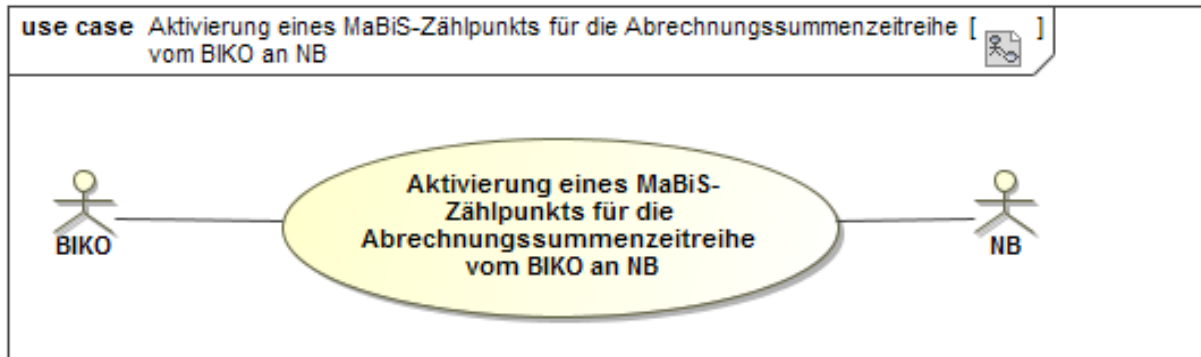 use case Aktivierung eines MaBiS-Zählpunkts für die Abrechnungssummenzeitreihe [ ]
vom BIKO an NB
Aktivierung eines MaBiS-
Zählpunkts für die
Abrechnungssummenzeitreihe
vom BIKO an NB
BIKO
NB